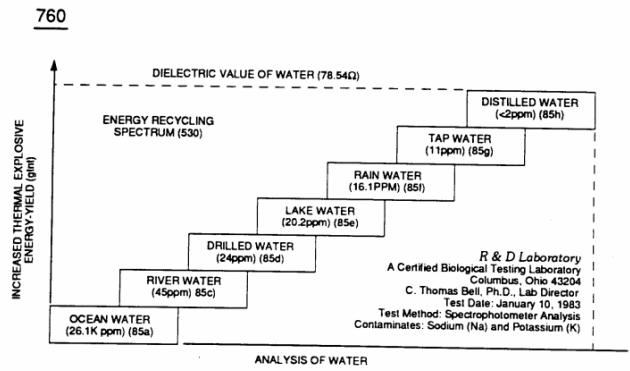 760
DIELECTRIC VALUE OF WATER (78.54Ω)
ENERGY RECYCLING
SPECTRUM (530)
INCREASED THERMAL EXPLOSIVE
ENERGY-YIELD (gtnt)
DISTILLED WATER
(<2ppm) (85h)
TAP WATER
(11ppm) (85g)
RAIN WATER
(16.1PPM) (85f)
LAKE WATER
(20.2ppm) (85e)
DRILLED WATER
(24ppm) (85d)
RIVER WATER
(45ppm) 85c)
OCEAN WATER
(26.1K ppm) (85a)
R & D Laboratory
A Certified Biological Testing Laboratory
Columbus, Ohio 43204
C. Thomas Bell, Ph.D., Lab Director
Test Date: January 10, 1983
Test Method: Spectrophotometer Analysis
Contaminates: Sodium (Na) and Potassium (K)
ANALYSIS OF WATER